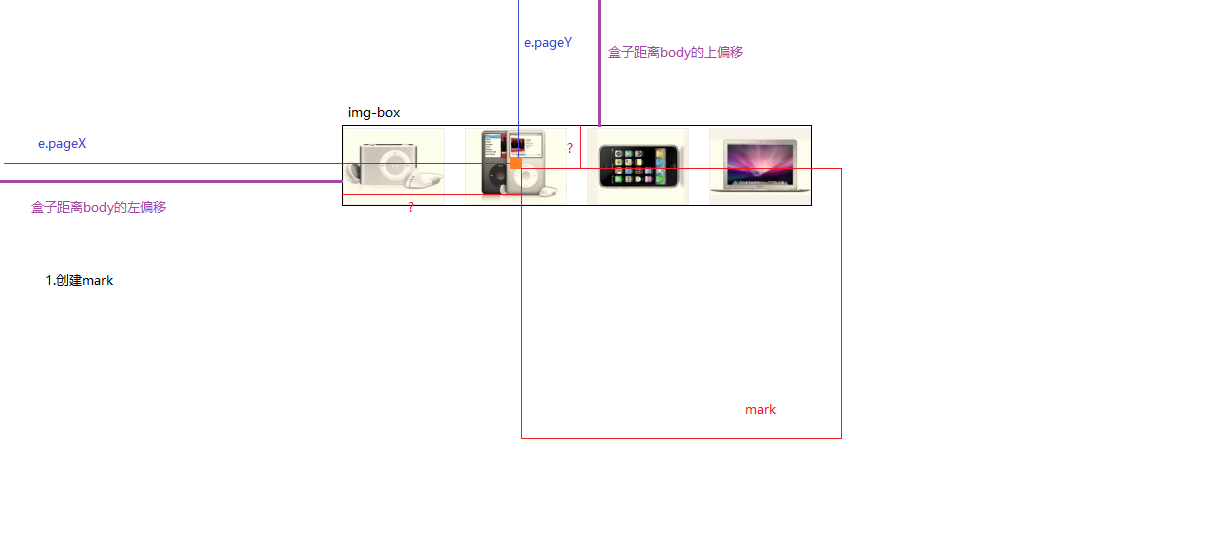 e.pageY
盒子距离body的上偏移
img-box
e.pageX
?
盒子距离body的左偏移
?
1.创建mark
mark